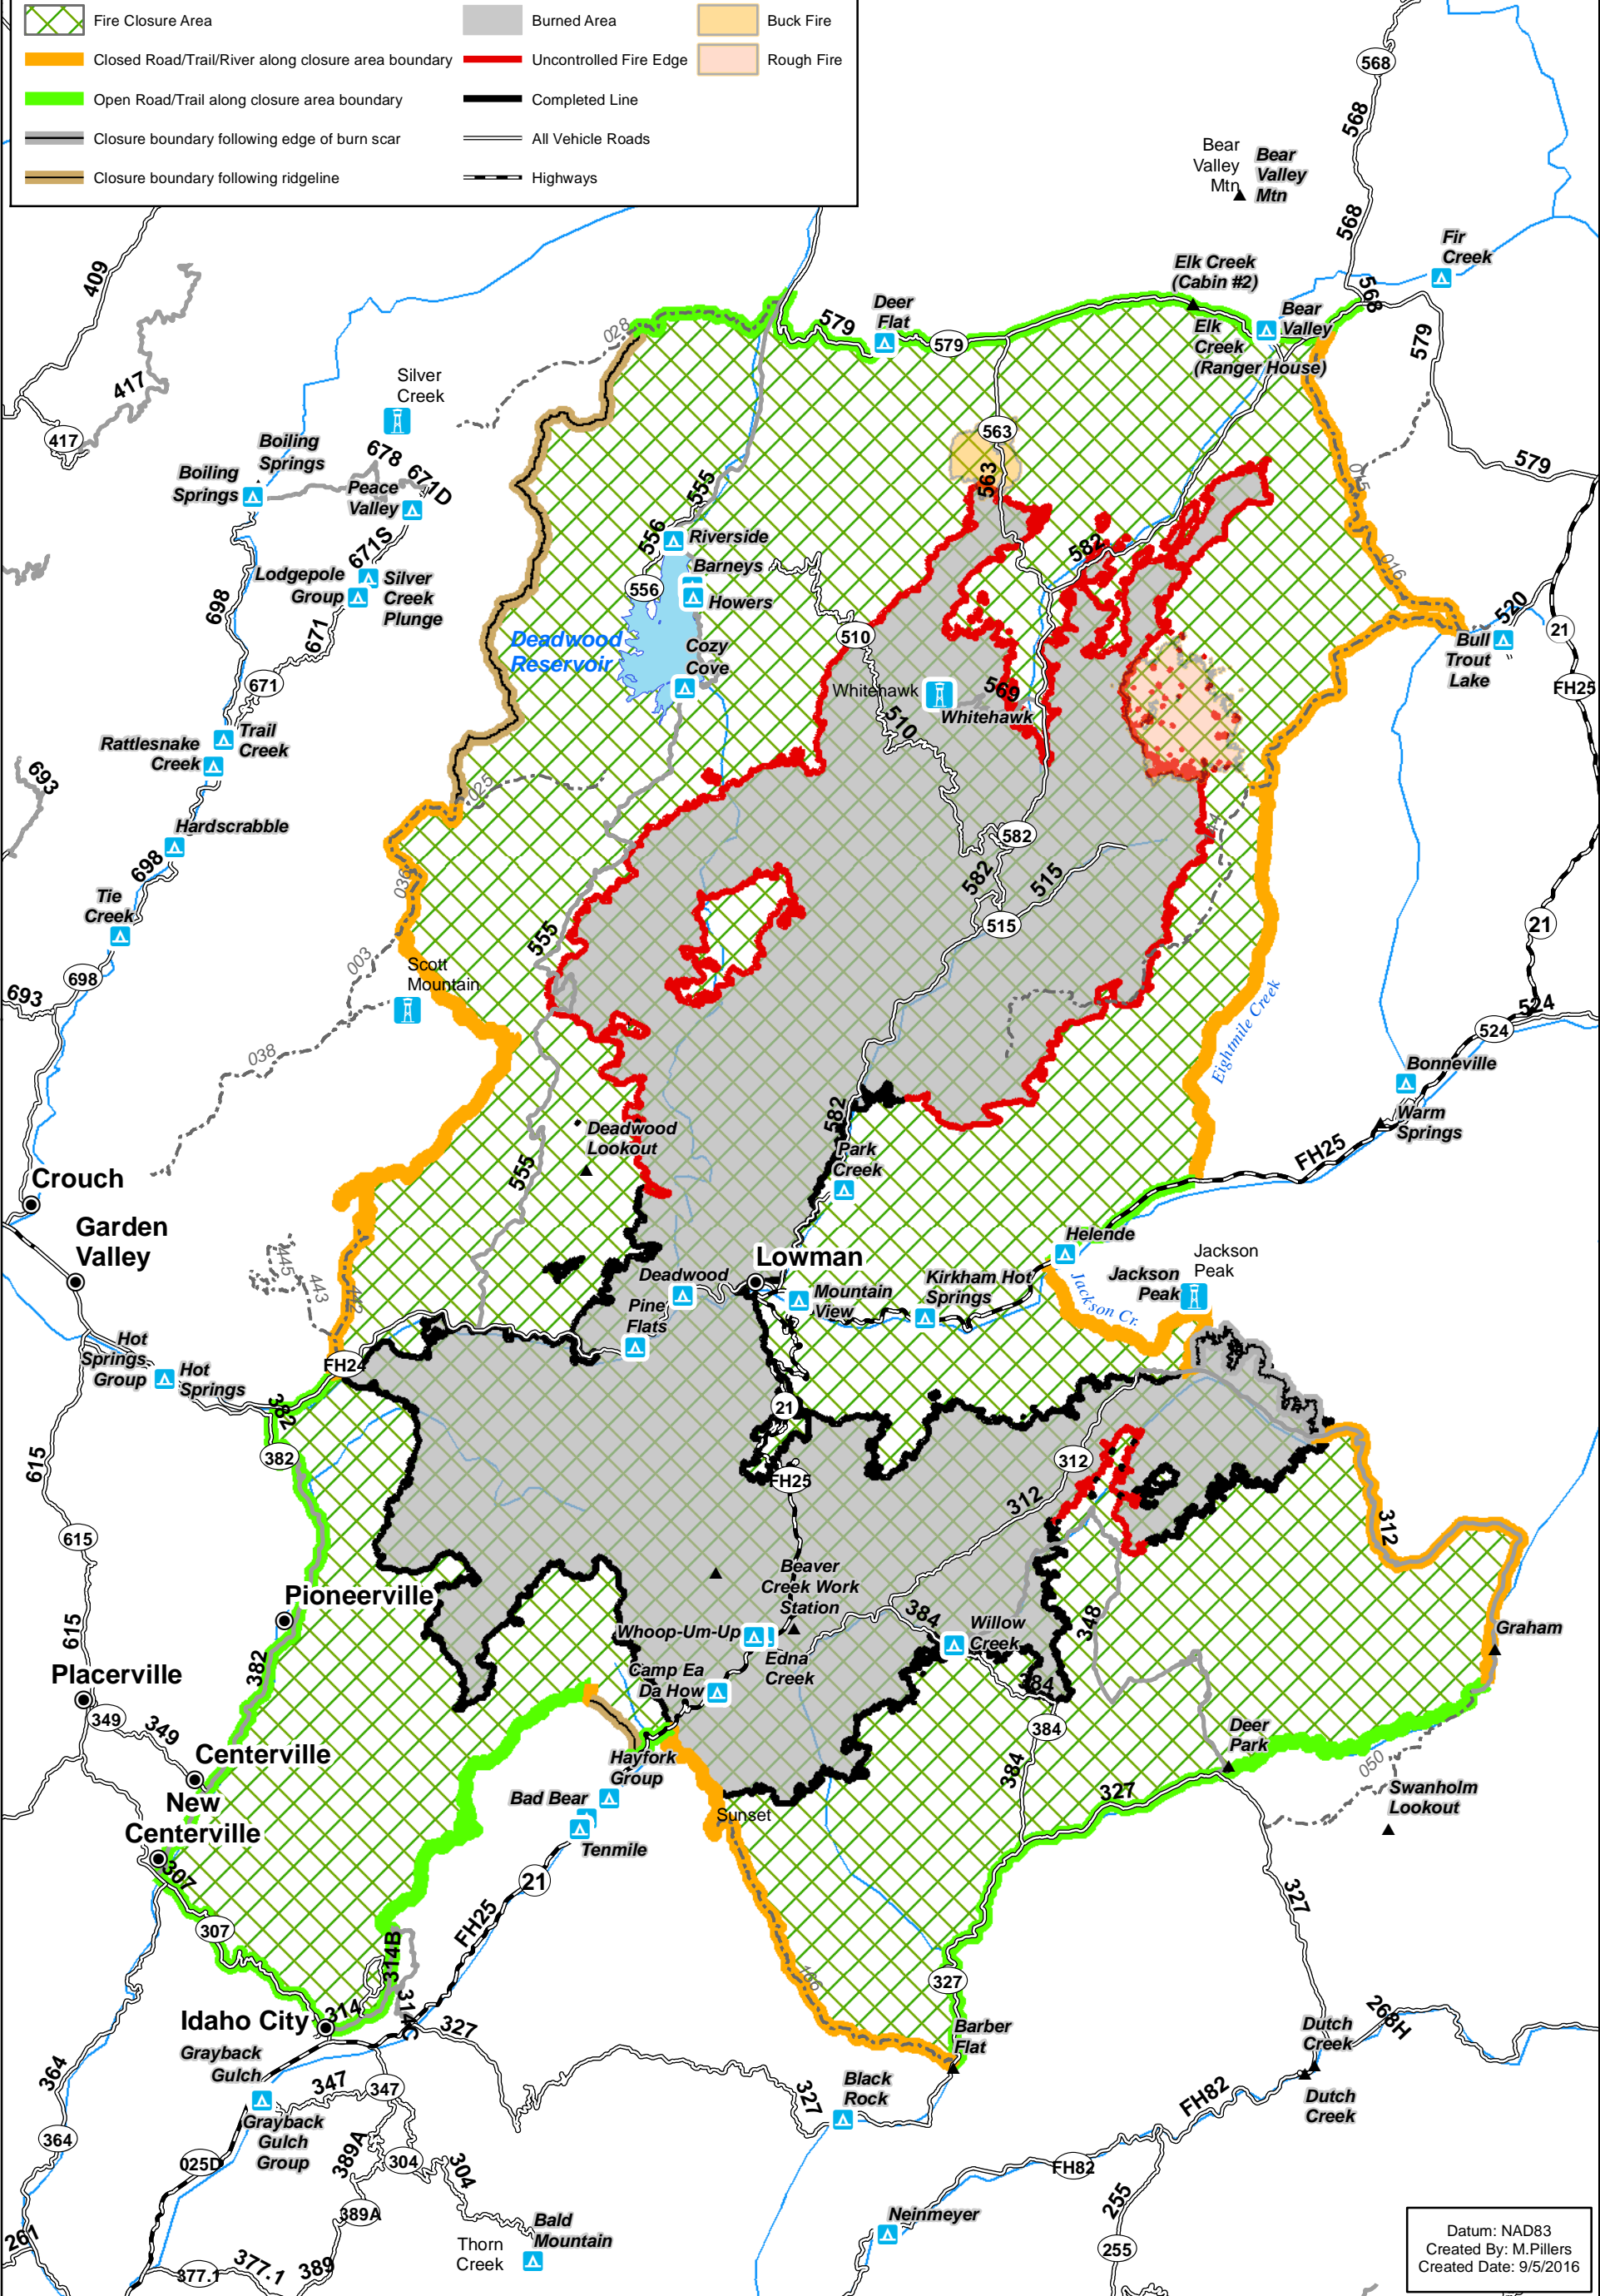 Fire Closure Area
Burned Area
Buck Fire
Closed Road/Trail/River along closure area boundary
Uncontrolled Fire Edge
Rough Fire
Open Road/Trail along closure area boundary
Completed Line
Closure boundary following edge of burn scar
All Vehicle Roads
Closure boundary following ridgeline
Highways
568
568
Bear
Valley
Mtn
Bear
Valley
Mtn
568
Fir
Creek
409
Elk Creek
(Cabin #2)
568
Deer
Flat
Bear
Valley
579
579
028
Elk
Creek
(Ranger House)
579
417
Silver
Creek
417
563
Boiling
Springs
678
671D
563
579
Boiling
Springs
Peace
Valley
555
015
556
Riverside
671S
582
Barneys
016
Lodgepole
Group
Silver
Creek
Plunge
556
Howers
698
671
520
21
510
Deadwood
Reservoir
Cozy
Cove
Bull
Trout
Lake
671
Whitehawk
569
Whitehawk
FH25
510
Trail
Creek
Rattlesnake
Creek
693
025
Hardscrabble
582
44
698
036
582
515
Tie
Creek
515
21
555
003
Scott
Mountain
698
693
524
524
Eightmile Creek
038
Bonneville
582
Warm
Springs
Deadwood
Lookout
Park
Creek
FH25
555
Crouch
Garden
Valley
Helende
Lowman
Jackson
Peak
445
443
442
Deadwood
Mountain
View
Kirkham Hot
Springs
Jackson
Peak
Jackson Cr.
Pine
Flats
Hot
Springs
Group
Hot
Springs
FH24
382
21
382
615
312
FH25
312
312
615
Beaver
Creek Work
Station
Pioneerville
384
348
615
Whoop-Um-Up
Willow
Creek
Graham
Edna
Creek
382
Camp Ea
Da How
384
Placerville
349
349
384
Deer
Park
Centerville
Hayfork
Group
050
384
327
Bad Bear
Swanholm
Lookout
New
Centerville
Sunset
Tenmile
307
21
327
307
FH25
314B
186
327
314
314C
Idaho City
327
Barber
Flat
268H
Dutch
Creek
Grayback
Gulch
364
347
347
327
Black
Rock
FH82
Dutch
Creek
Grayback
Gulch
Group
364
389A
025D
304
304
FH82
255
389A
Neinmeyer
Bald
Mountain
Thorn
Creek
261
255
377.1
377.1
389
Datum: NAD83
Created By: M.Pillers
Created Date: 9/5/2016